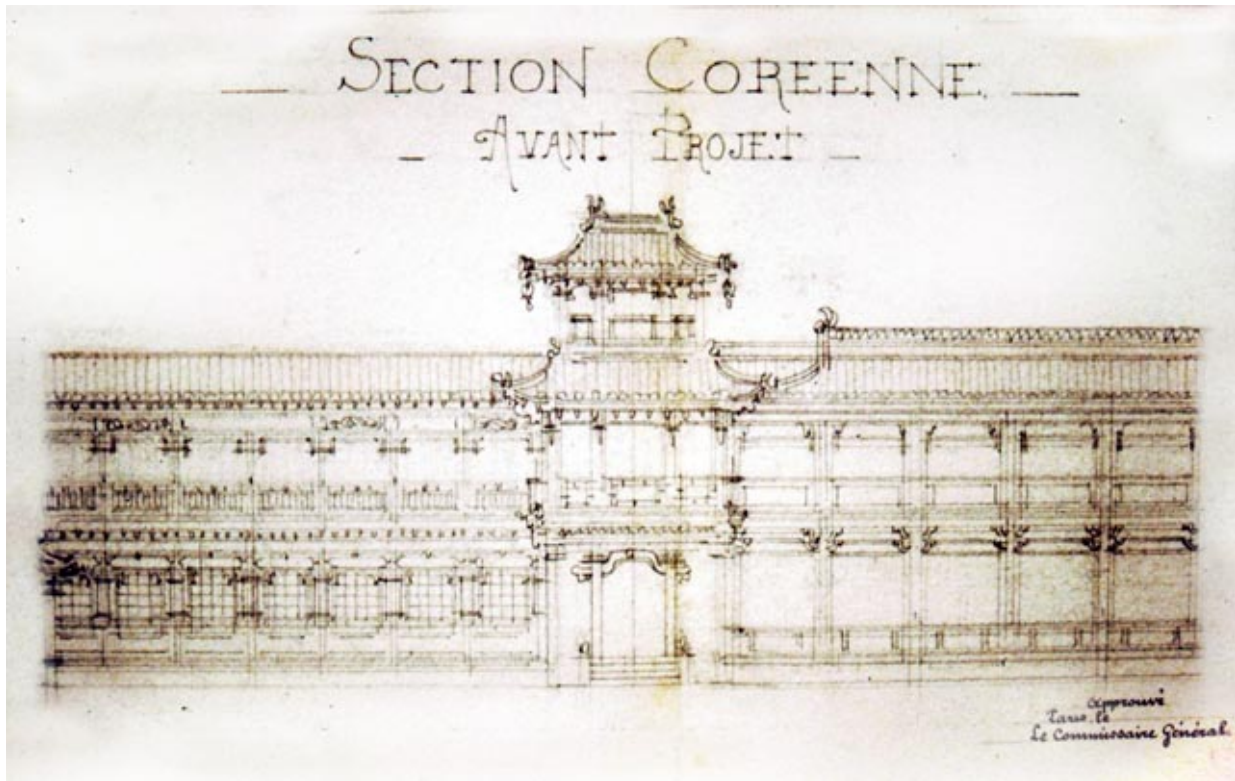 SECTION COREENNE
AVANT PROJET
Approuvé
Paris, le
Le Commissaire Général.